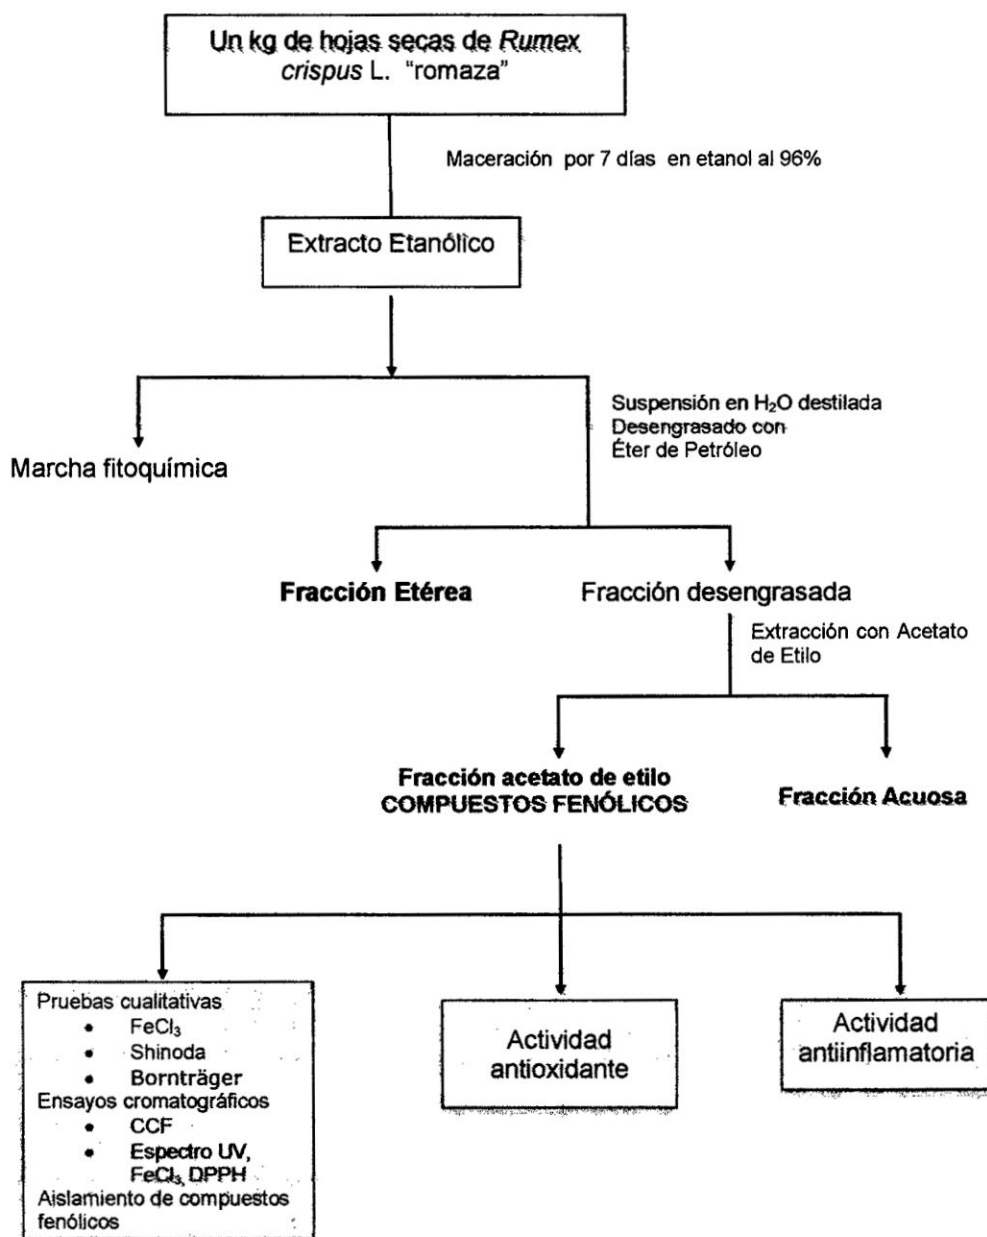 Un kg de hojas secas de Rumex
crispus L. “romaza”
Maceración por 7 días en etanol al 96%
Extracto Etanólico
Suspensión en H₂O destilada
Desengrasado con
Éter de Petróleo
Marcha fitoquímica
Fracción Etérea
Fracción desengrasada
Extracción con Acetato
de Etilo
Fracción acetato de etilo
COMPUESTOS FENÓLICOS
Fracción Acuosa
Pruebas cualitativas
• FeCl₃
• Shinoda
• Bornträger
Ensayos cromatográficos
• CCF
• Espectro UV,
FeCl₃, DPPH
Aislamiento de compuestos
fenólicos
Actividad
antioxidante
Actividad
antiinflamatoria